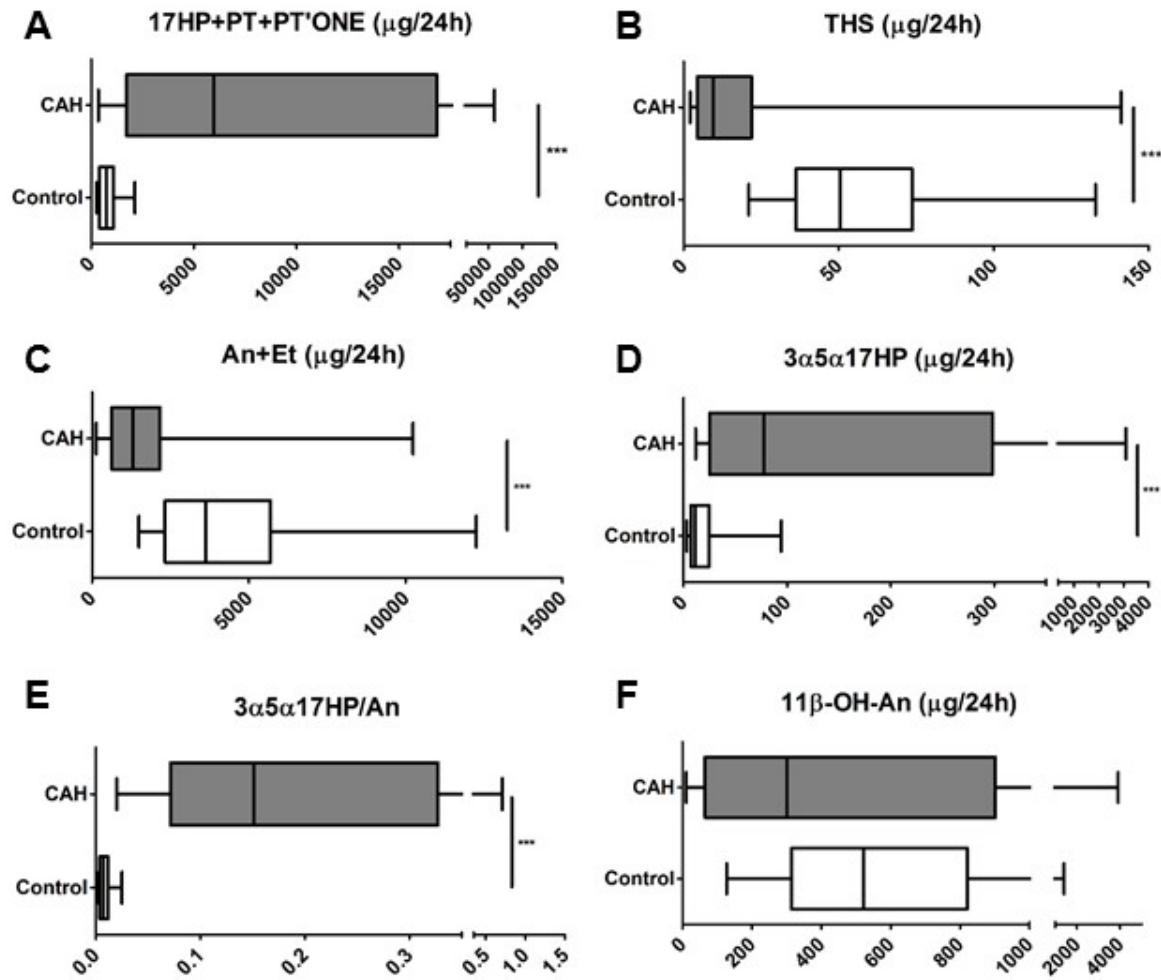 A
17HP+PT+PT'ONE (μg/24h)
CAH
Control
***
0
5000
10000
15000
50000
100000
150000
B
THS (μg/24h)
CAH
Control
***
0
50
100
150
C
An+Et (μg/24h)
CAH
Control
***
0
5000
10000
15000
D
3α5α17HP (μg/24h)
CAH
Control
***
0
100
200
300
1000
2000
3000
4000
E
3α5α17HP/An
CAH
Control
***
0.0
0.1
0.2
0.3
0.5
1.0
1.5
F
11β-OH-An (μg/24h)
CAH
Control
0
200
400
600
800
1000
2000
4000